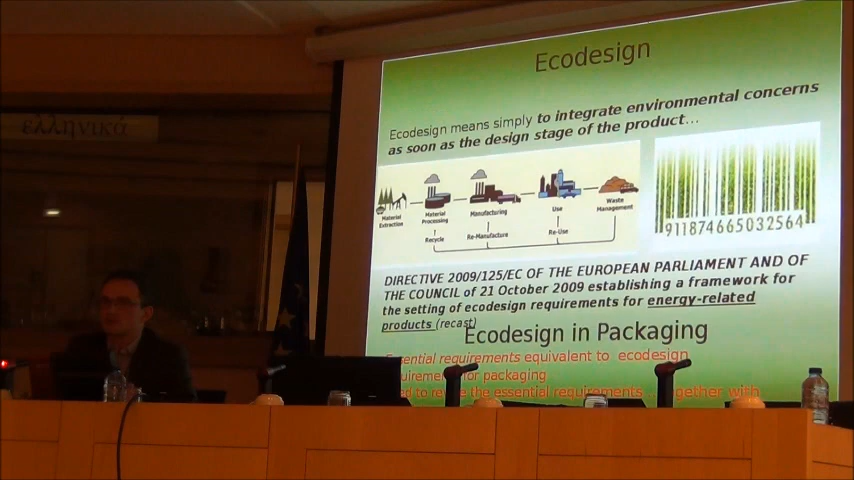 ελληνικά
Ecodesign
Ecodesign means simply to integrate environmental concerns
as soon as the design stage of the product...
Material
Extraction
Material
Processing
Manufacturing
Use
Waste
Management
Recycle
Re-Manufacture
Re-Use
911874665032564
DIRECTIVE 2009/125/EC OF THE EUROPEAN PARLIAMENT AND OF
THE COUNCIL of 21 October 2009 establishing a framework for
the setting of ecodesign requirements for energy-related
products (recast)
Ecodesign in Packaging
Essential requirements equivalent to ecodesign
for packaging
to the essential requirements... with